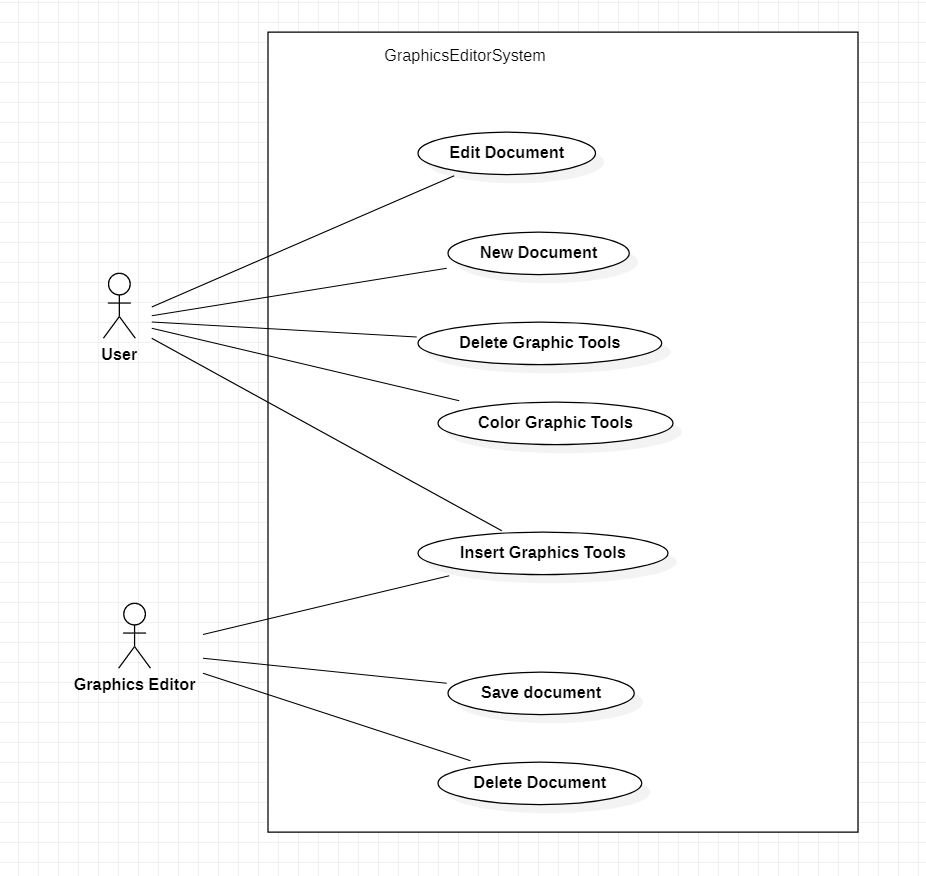 GraphicsEditorSystem
Edit Document
New Document
Delete Graphic Tools
User
Color Graphic Tools
Insert Graphics Tools
Graphics Editor
Save document
Delete Document